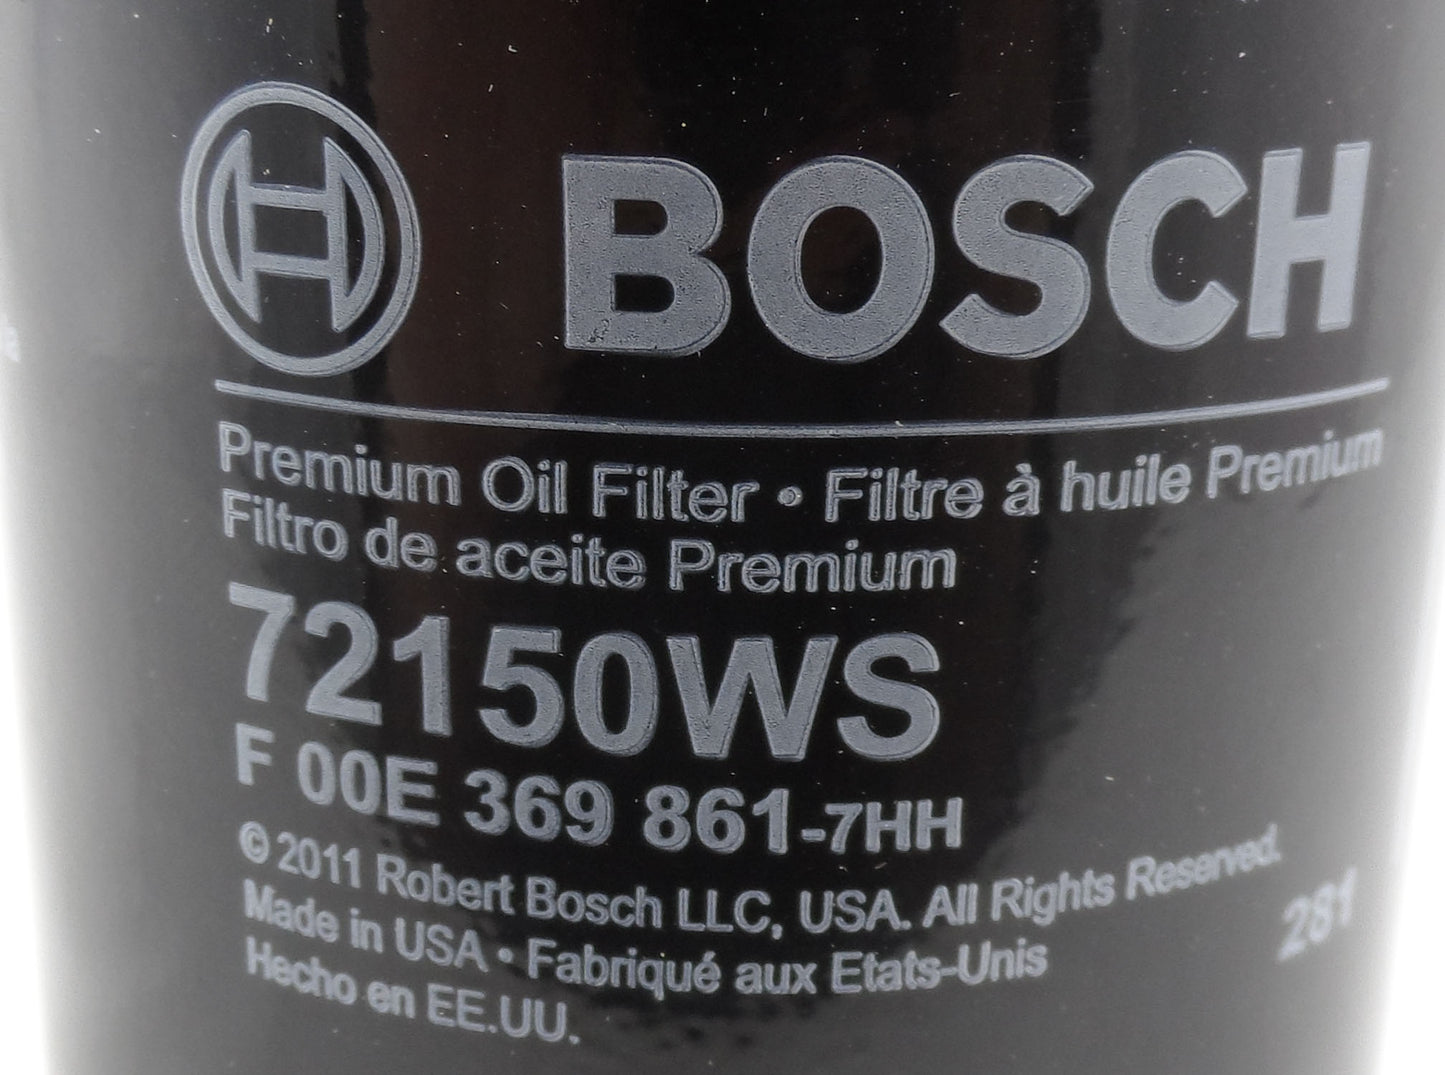 BOSCH
Premium Oil Filter • Filtre à huile Premium
Filtro de aceite Premium
72150WS
F 00E 369 861-7HH
© 2011 Robert Bosch LLC, USA. All Rights Reserved.
Made in USA • Fabriqué aux Etats-Unis
Hecho en EE.UU.
281